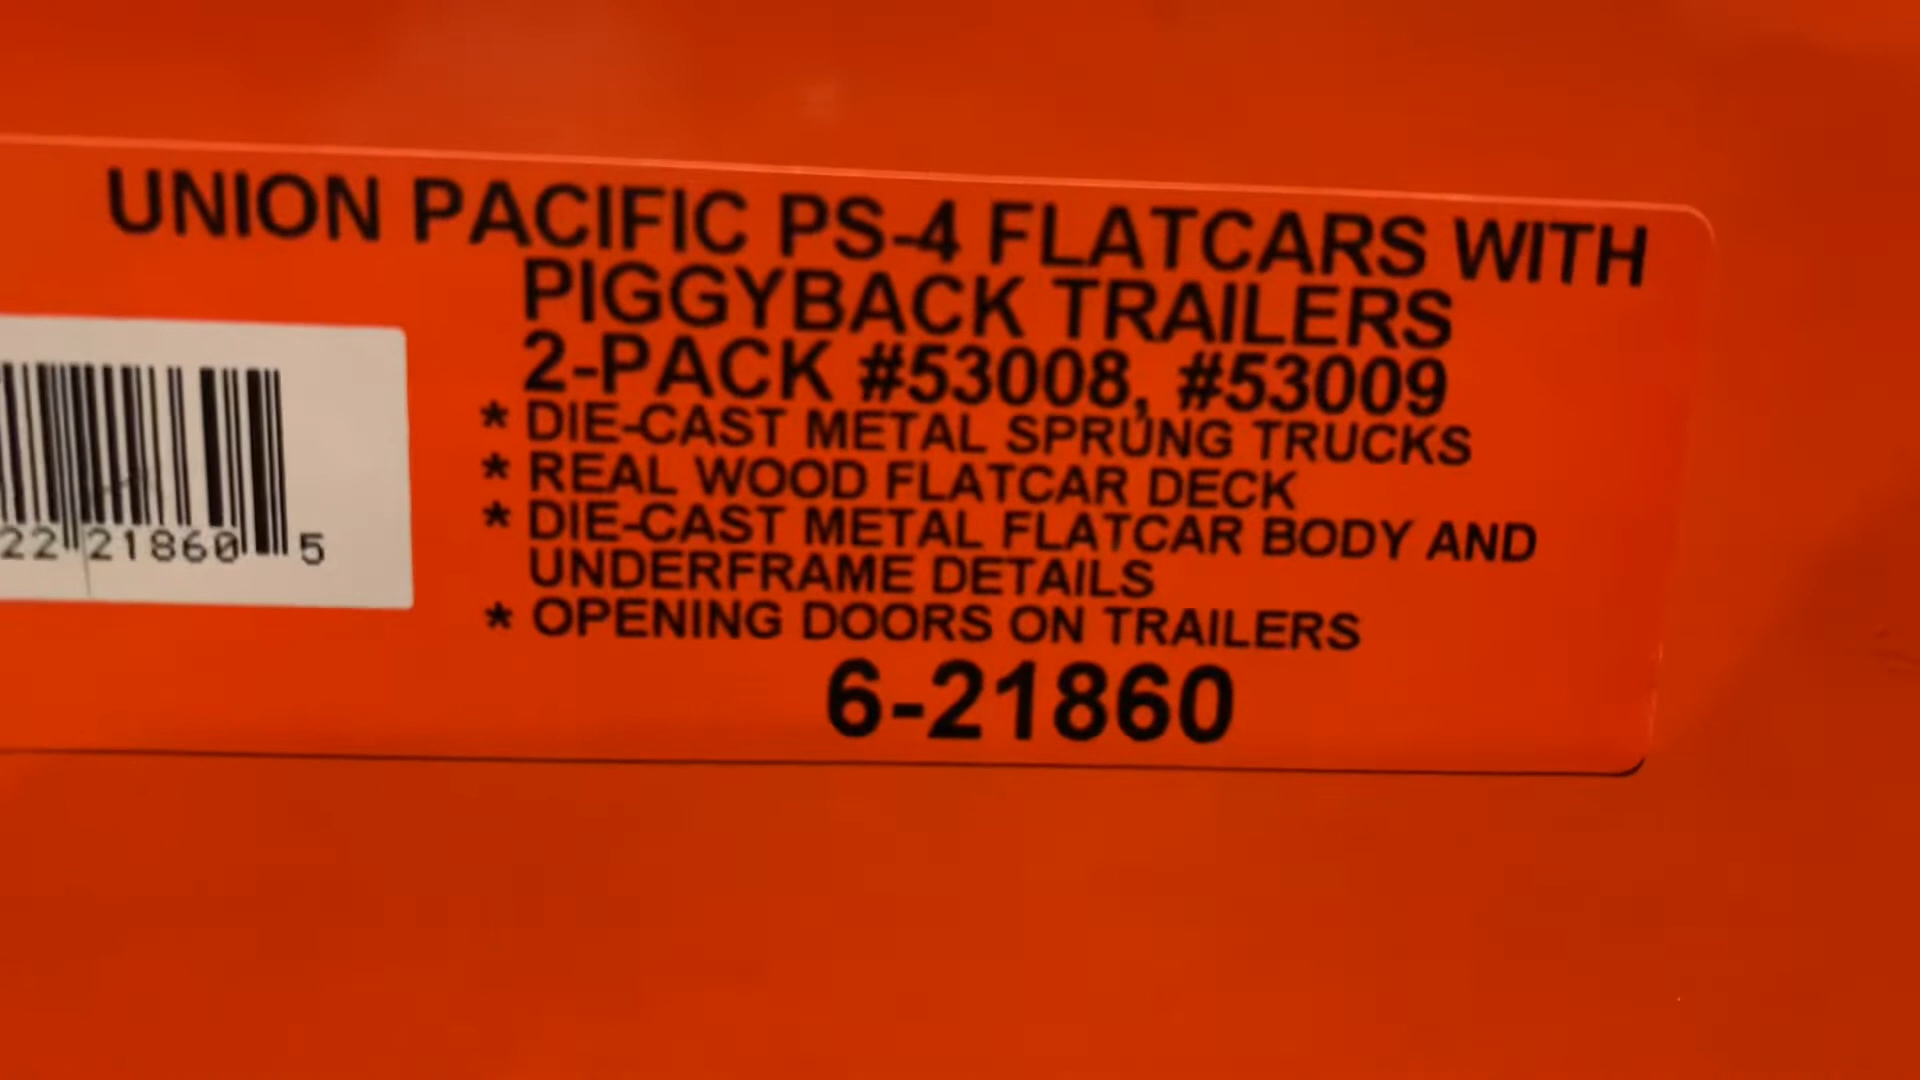 UNION PACIFIC PS-4 FLATCARS WITH
PIGGYBACK TRAILERS
2-PACK #53008, #53009
* DIE-CAST METAL SPRUNG TRUCKS
* REAL WOOD FLATCAR DECK
* DIE-CAST METAL FLATCAR BODY AND
UNDERFRAME DETAILS
* OPENING DOORS ON TRAILERS
6-21860
22 21860 5